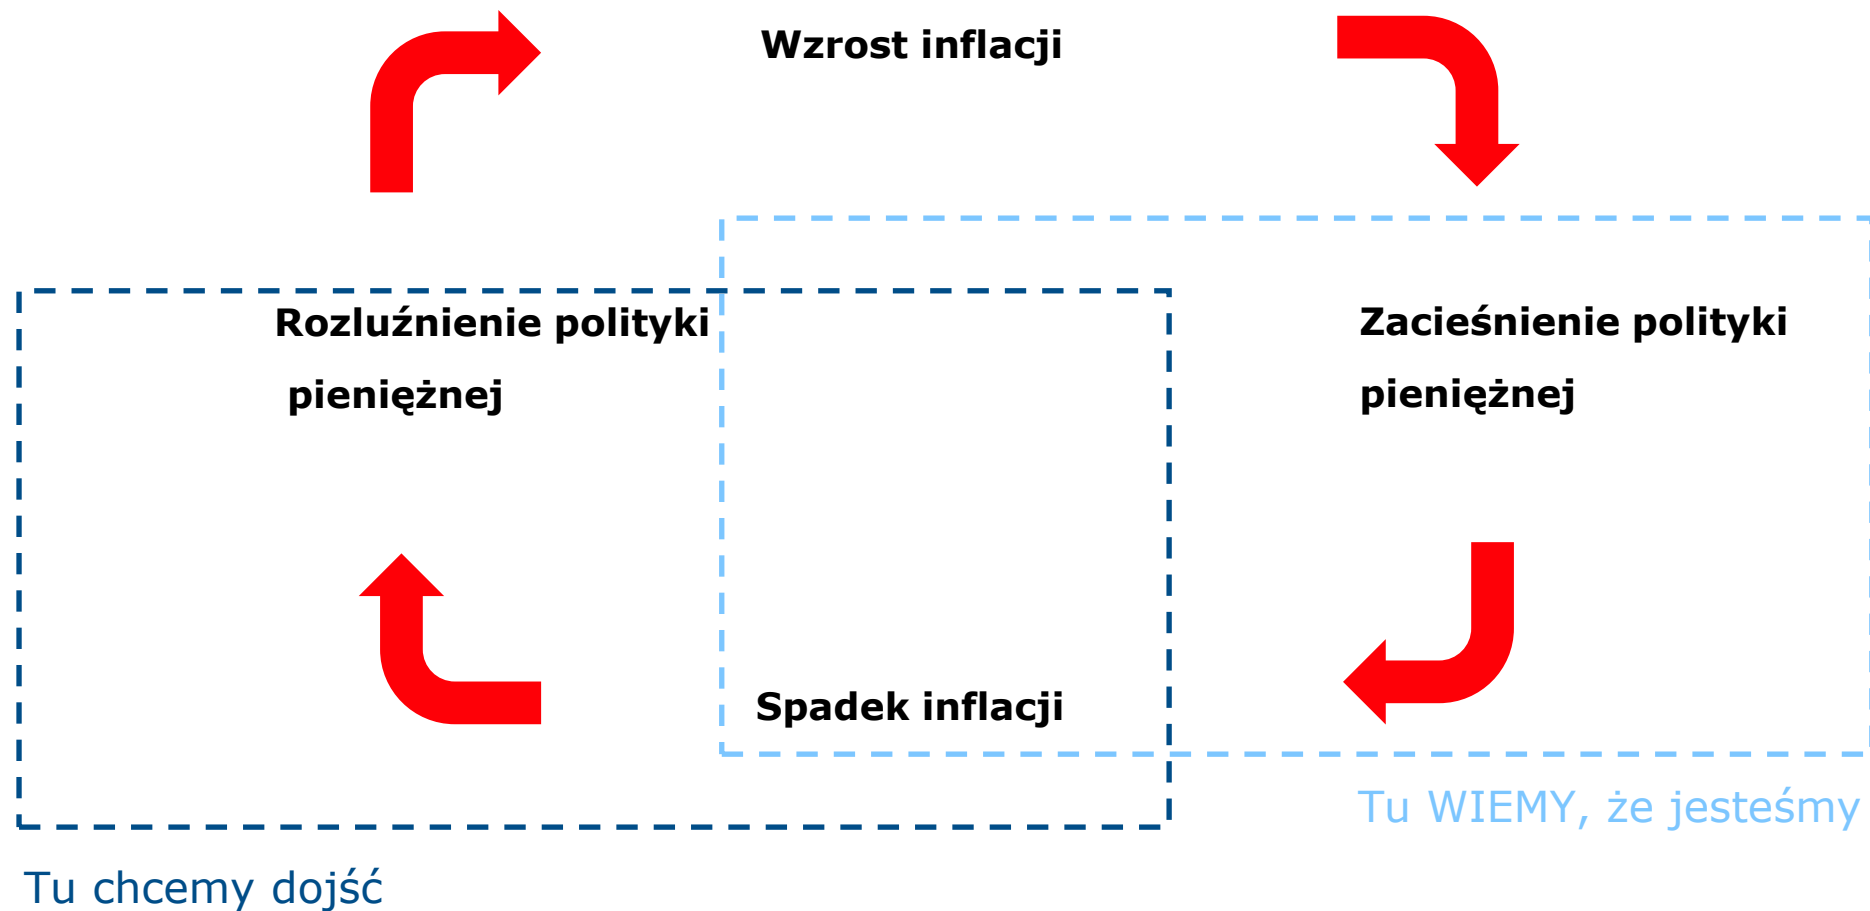 Wzrost inflacji
Rozluźnienie polityki
pieniężnej
Zacieśnienie polityki
pieniężnej
Spadek inflacji
Tu WIEMY, że jesteśmy
Tu chcemy dojść